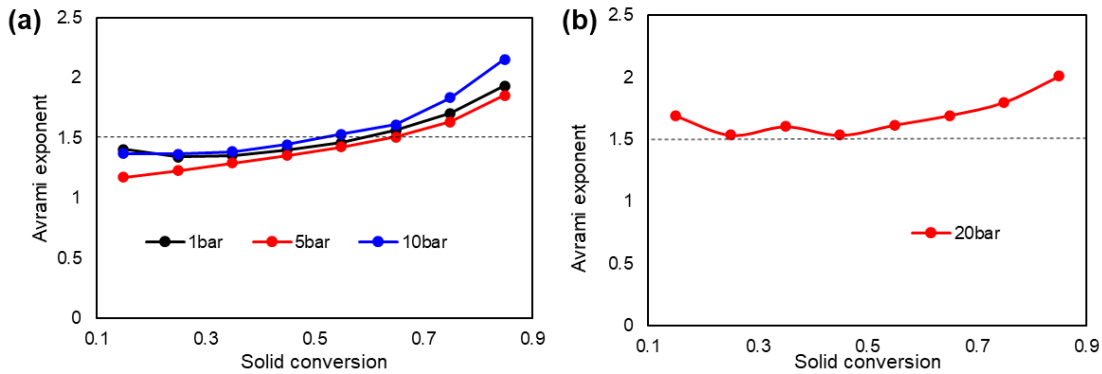 (a)
Avrami exponent
2.5
2
1.5
1
0.5
0
1bar 5bar 10bar
0.1 0.3 0.5 0.7 0.9
Solid conversion
(b)
Avrami exponent
2.5
2
1.5
1
0.5
0
20bar
0.1 0.3 0.5 0.7 0.9
Solid conversion